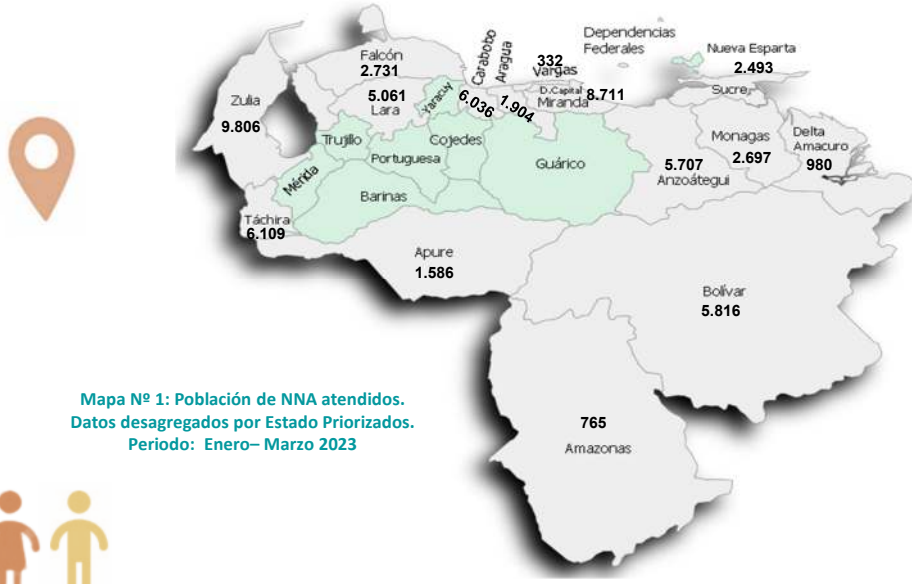 Dependencias
Federales
Nueva Esparta
2.493
Carabobo
Aragua
332
Vargas
Falcón
2.731
D.Capital
Miranda
8.711
Sucre
5.061
Lara
Yaracuy
6.036
1.904
Zulia
9.806
Trujillo
Cojedes
Portuguesa
Guárico
Monagas
2.697
Delta
Amacuro
980
5.707
Anzoátegui
Mérida
Barinas
Táchira
6.109
Apure
1.586
Bolívar
5.816
Mapa Nº 1: Población de NNA atendidos.
Datos desagregados por Estado Priorizados.
Periodo: Enero– Marzo 2023
765
Amazonas